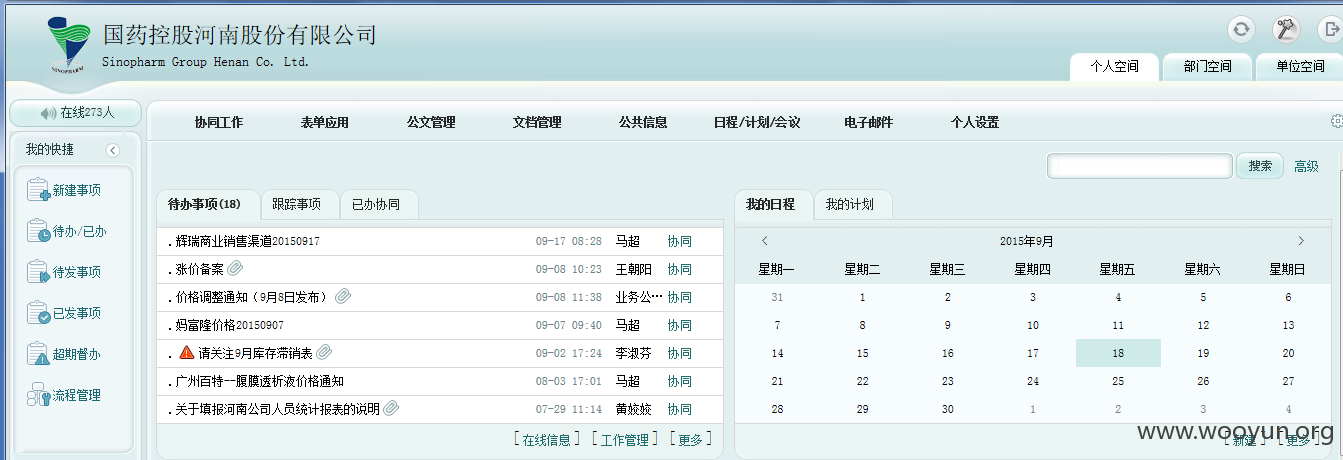 国药控股河南股份有限公司
Sinopharm Group Henan Co. Ltd.
SINOPHARM
个人空间 部门空间 单位空间
在线273人
协同工作 表单应用 公文管理 文档管理 公共信息 日程/计划/会议 电子邮件 个人设置
我的快捷
搜索 高级
新建事项
待办/已办
待发事项
已发事项
超期督办
流程管理
待办事项(18) 跟踪事项 已办协同
. 辉瑞商业销售渠道20150917 09-17 08:28 马超 协同
. 涨价备案 09-08 10:23 王朝阳 协同
. 价格调整通知（9月8日发布） 09-08 11:38 业务公… 协同
. 妈富隆价格20150907 09-07 09:40 马超 协同
. 请关注9月库存滞销表 09-02 17:24 李淑芬 协同
. 广州百特--腹膜透析液价格通知 08-03 17:01 马超 协同
. 关于填报河南公司人员统计报表的说明 07-29 11:14 黄姣姣 协同
[在线信息] [工作管理] [更多]
我的日程 我的计划
2015年9月
星期一 星期二 星期三 星期四 星期五 星期六 星期日
31 1 2 3 4 5 6
7 8 9 10 11 12 13
14 15 16 17 18 19 20
21 22 23 24 25 26 27
28 29 30 1 2 3 4
[新建] [更多]
www.wooyun.org